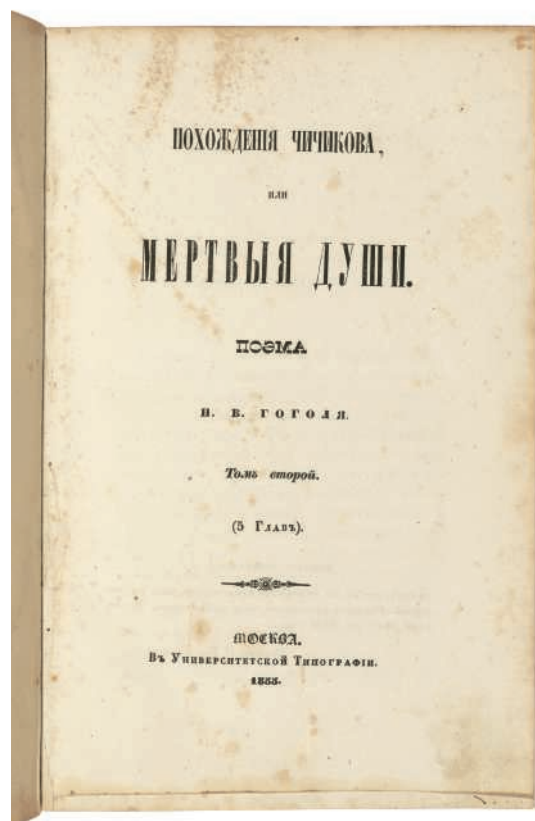 ПОХОЖДЕНІЯ ЧИЧИКОВА,
ИЛИ
МЕРТВЫЯ ДУШИ.
ПОЭМА
Н. В. ГОГОЛЯ.
Томъ второй.
(5 Главъ).
МОСКВА.
Въ Университетской Типографіи.
1855.